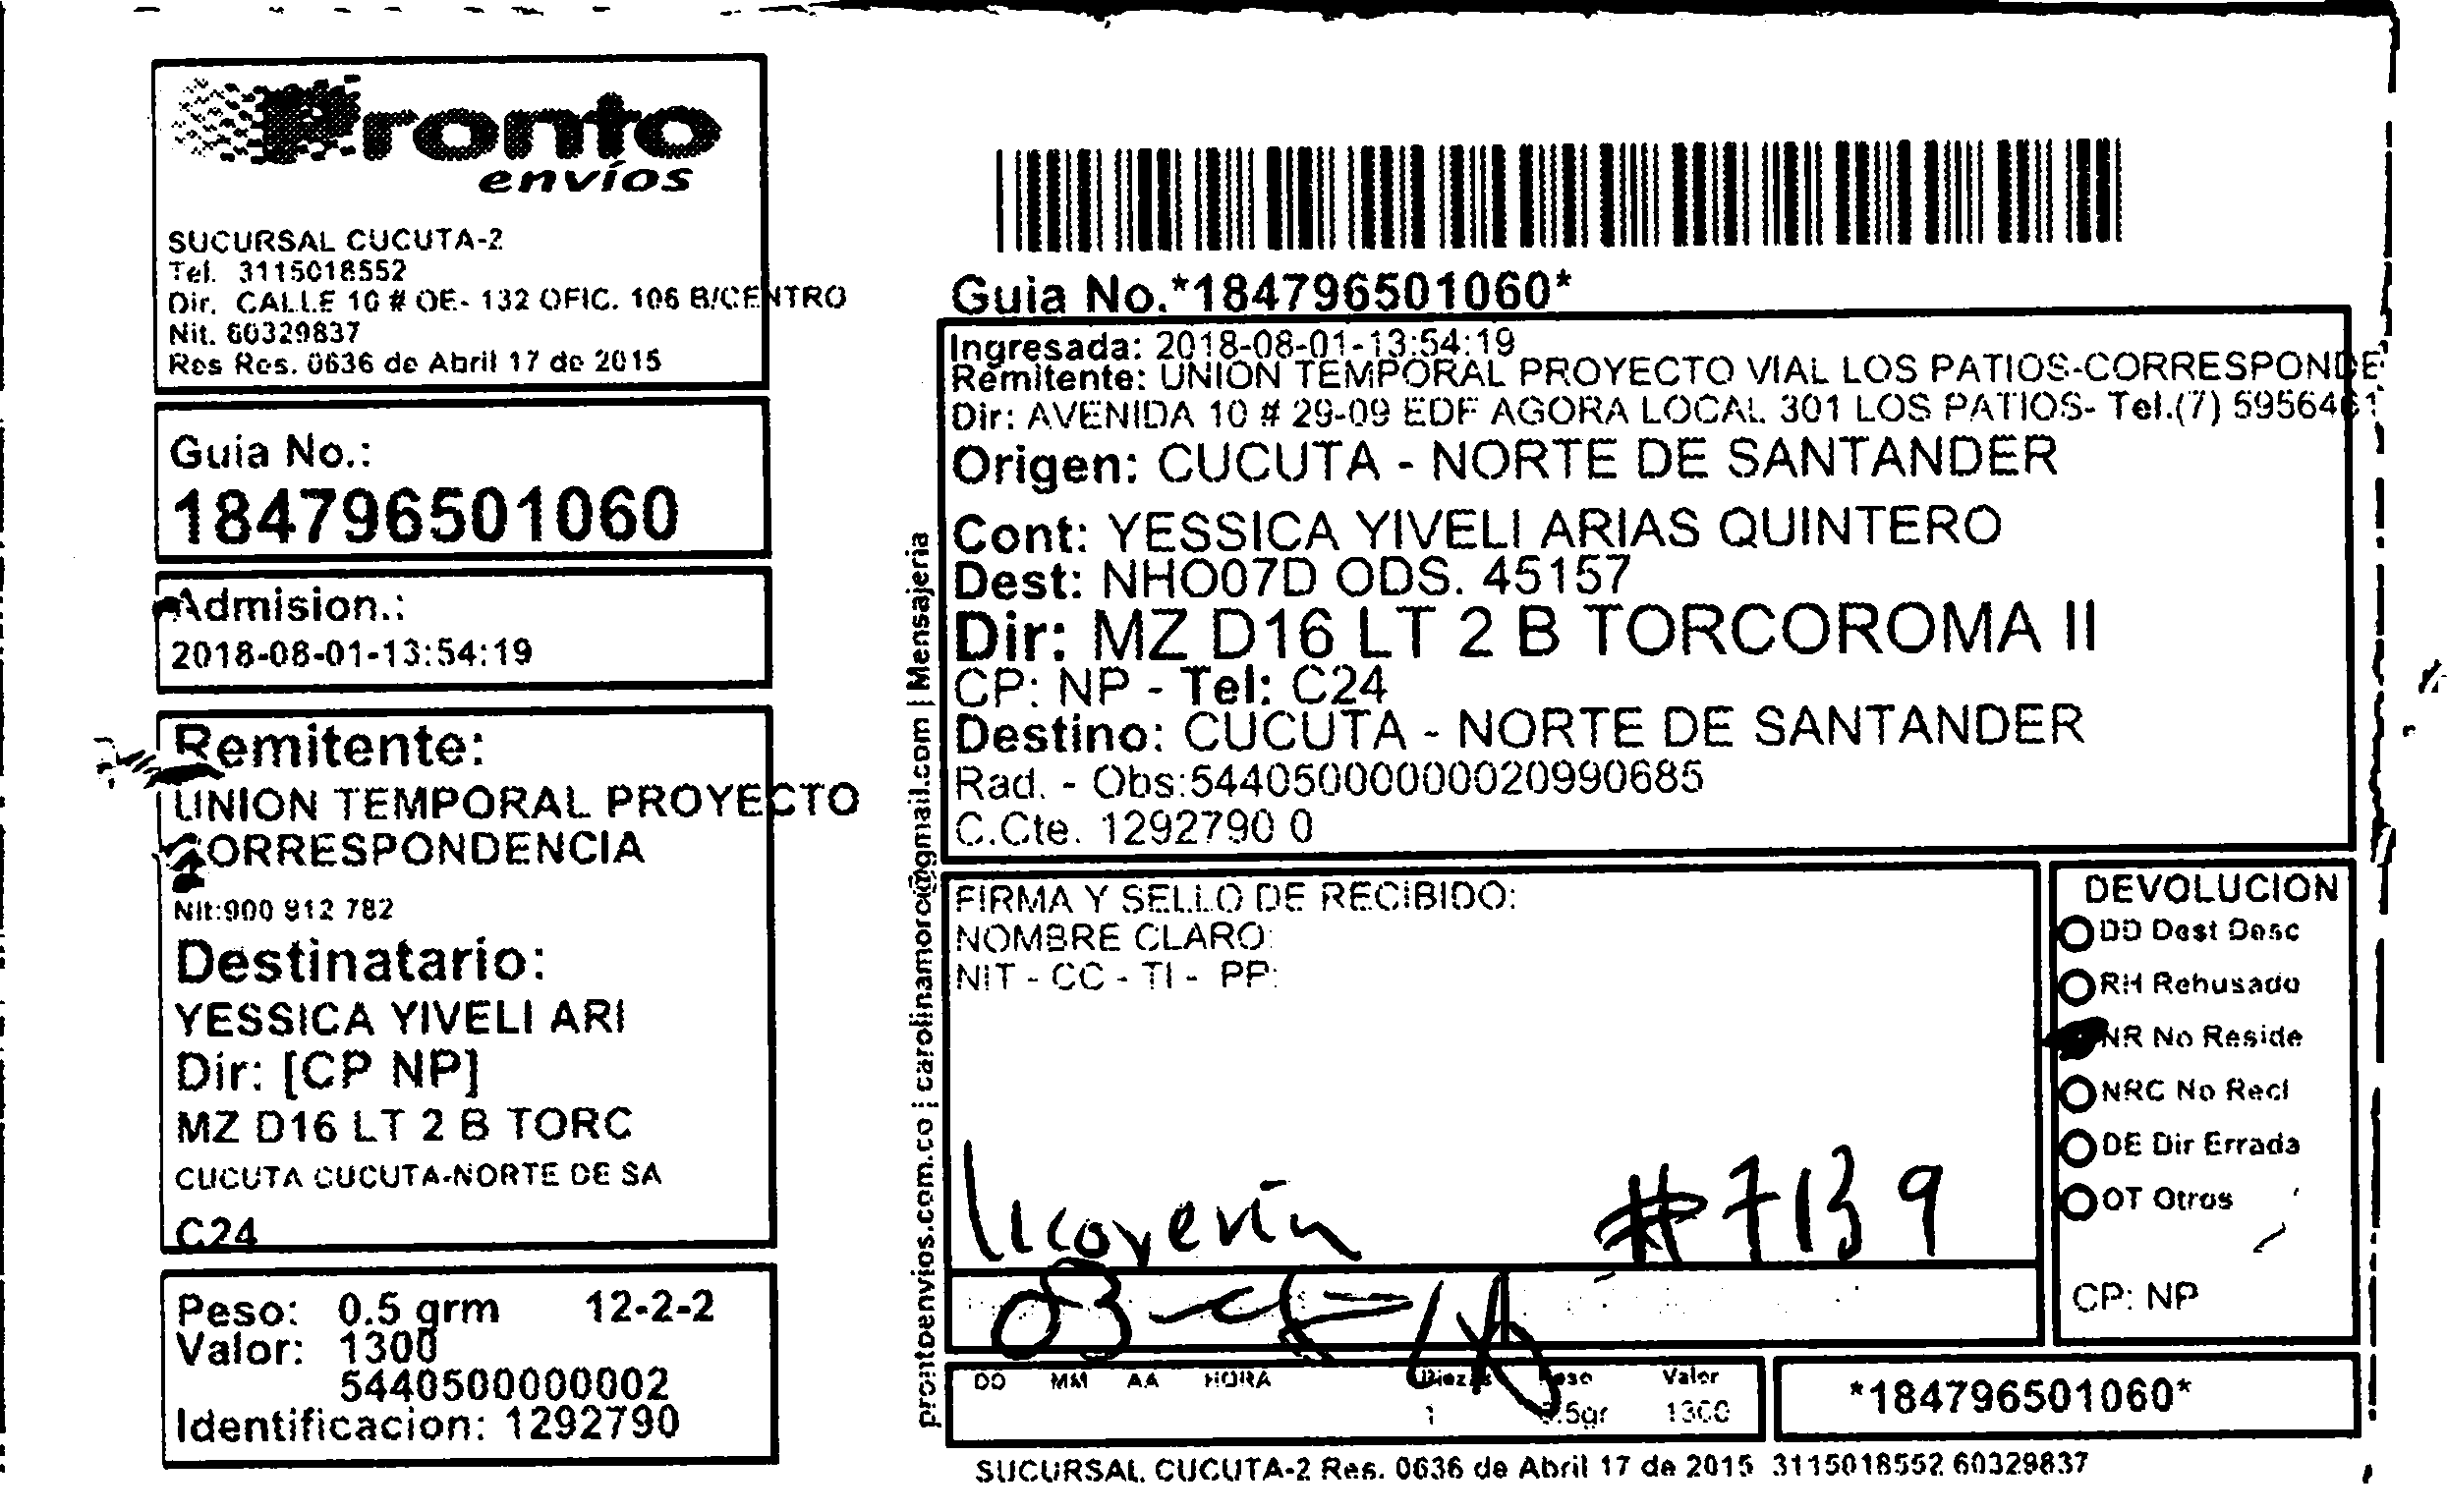 Pronto
envíos
SUCURSAL CUCUTA-2
Tel. 3115018552
Dir. CALLE 10 # OE- 132 OFIC. 106 B/CENTRO
Nit. 60329837
Res Res. 0636 de Abril 17 de 2015
Guia No.:
184796501060
Admision.:
2018-08-01-13:54:19
Remitente:
UNION TEMPORAL PROYECTO
CORRESPONDENCIA
Nit:900 912 782
Destinatario:
YESSICA YIVELI ARI
Dir: [CP NP]
MZ D16 LT 2 B TORC
CUCUTA CUCUTA-NORTE DE SA
C24
Peso: 0.5 grm 12-2-2
Valor: 1300
5440500000002
Identificacion: 1292790
prontoenvios.com.co | carolinamoro@gmail.com | Mensajeria
Guia No.*184796501060*
Ingresada: 2018-08-01-13:54:19
Remitente: UNION TEMPORAL PROYECTO VIAL LOS PATIOS-CORRESPONDE
Dir: AVENIDA 10 # 29-09 EDF AGORA LOCAL 301 LOS PATIOS- Tel.(7) 5956461
Origen: CUCUTA - NORTE DE SANTANDER
Cont: YESSICA YIVELI ARIAS QUINTERO
Dest: NHO07D ODS. 45157
Dir: MZ D16 LT 2 B TORCOROMA II
CP: NP - Tel: C24
Destino: CUCUTA - NORTE DE SANTANDER
Rad. - Obs:54405000000020990685
C.Cte. 1292790 0
FIRMA Y SELLO DE RECIBIDO:
NOMBRE CLARO:
NIT - CC - TI - PP:
#7139
DD MM AA HORA Piezas Peso Valor
1 0.5gr 1300
DEVOLUCION
DD Dest Desc
RH Rehusado
NR No Reside
NRC No Recl
DE Dir Errada
OT Otros
CP: NP
*184796501060*
SUCURSAL CUCUTA-2 Res. 0636 de Abril 17 de 2015 3115018552 60329837